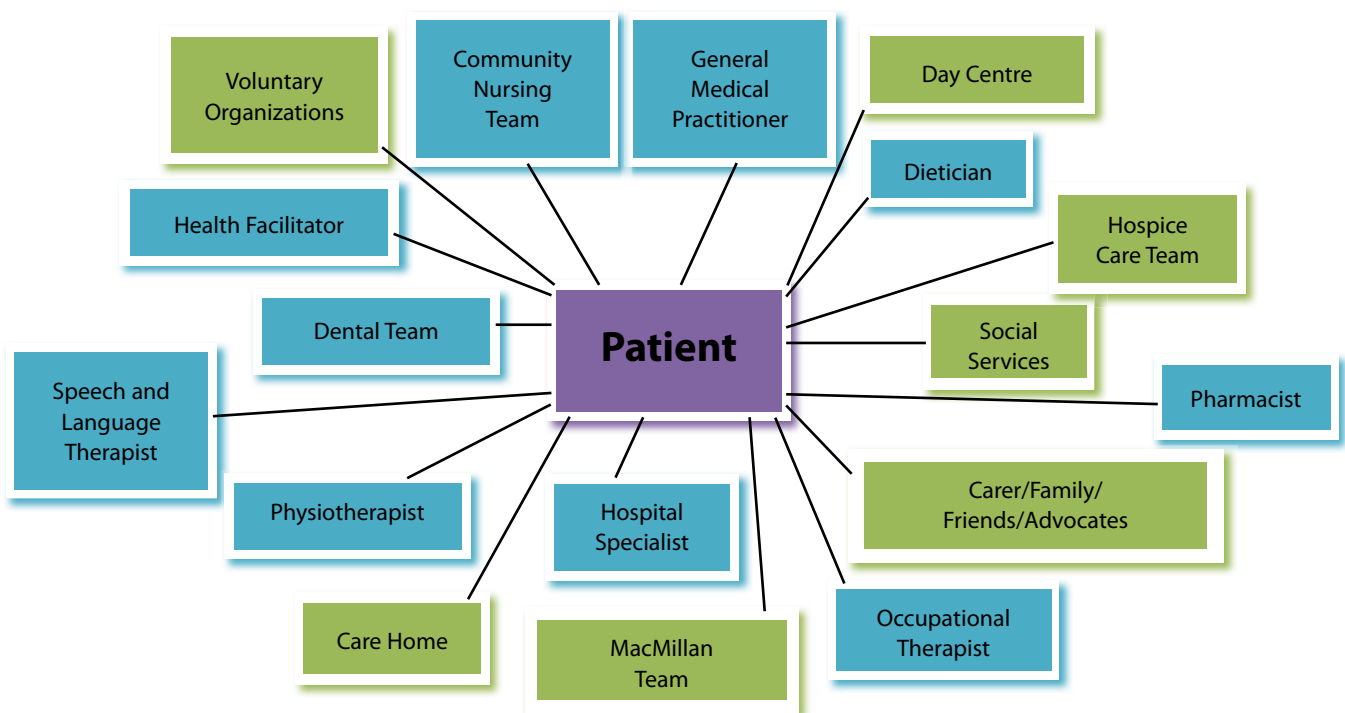 Voluntary
Organizations
Community
Nursing
Team
General
Medical
Practitioner
Day Centre
Dietician
Health Facilitator
Hospice
Care Team
Dental Team
Patient
Social
Services
Speech and
Language
Therapist
Pharmacist
Physiotherapist
Hospital
Specialist
Carer/Family/
Friends/Advocates
Care Home
MacMillan
Team
Occupational
Therapist